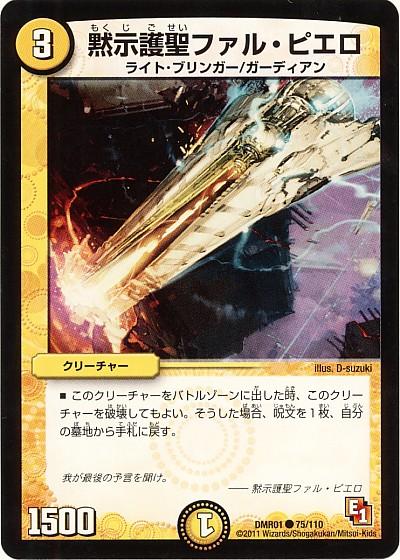 3
もくじごせい
黙示護聖ファル・ピエロ
ライト・ブリンガー/ガーディアン
クリーチャー
illus. D-suzuki
■ このクリーチャーをバトルゾーンに出した時、このクリ
ーチャーを破壊してもよい。そうした場合、呪文を1枚、自分
の墓地から手札に戻す。
我が最後の予言を聞け。
—— 黙示護聖ファル・ピエロ
1500
1
DMR01 ● 75/110
©2011 Wizards/Shogakukan/Mitsui-Kids
E1